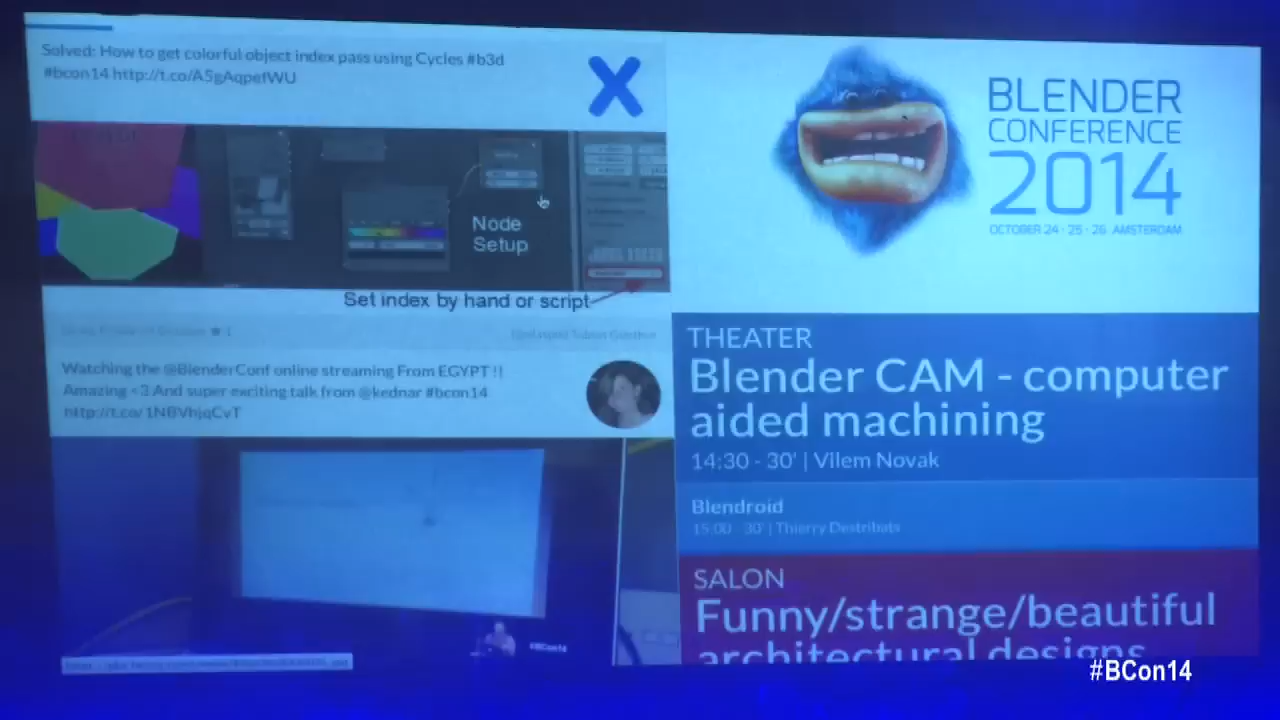 Solved: How to get colorful object index pass using Cycles #b3d
#bcon14 http://t.co/A5gAqpefWU
Node
Setup
Set index by hand or script
Watching the @BlenderConf online streaming From EGYPT !!
Amazing <3 And super exciting talk from @kednar #bcon14
http://t.co/1NBVhjqCvT
#BCon14
BLENDER
CONFERENCE
2014
OCTOBER 24 · 25 · 26 AMSTERDAM
THEATER
Blender CAM - computer
aided machining
14:30 - 30' | Vilem Novak
Blendroid
15:00 - 30' | Thierry Destribats
SALON
Funny/strange/beautiful
architectural designs
#BCon14